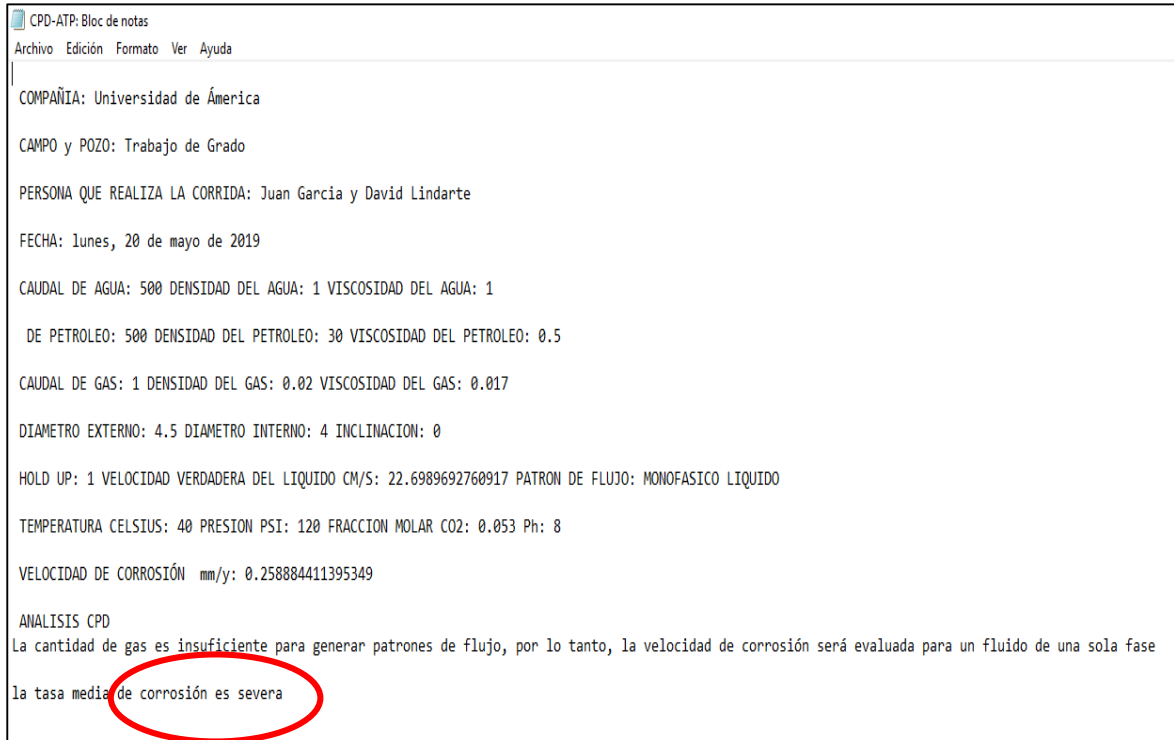 CPD-ATP: Bloc de notas
Archivo Edición Formato Ver Ayuda
COMPAÑIA: Universidad de Ámerica
CAMPO y POZO: Trabajo de Grado
PERSONA QUE REALIZA LA CORRIDA: Juan Garcia y David Lindarte
FECHA: lunes, 20 de mayo de 2019
CAUDAL DE AGUA: 500 DENSIDAD DEL AGUA: 1 VISCOSIDAD DEL AGUA: 1
DE PETROLEO: 500 DENSIDAD DEL PETROLEO: 30 VISCOSIDAD DEL PETROLEO: 0.5
CAUDAL DE GAS: 1 DENSIDAD DEL GAS: 0.02 VISCOSIDAD DEL GAS: 0.017
DIAMETRO EXTERNO: 4.5 DIAMETRO INTERNO: 4 INCLINACION: 0
HOLD UP: 1 VELOCIDAD VERDADERA DEL LIQUIDO CM/S: 22.6989692760917 PATRON DE FLUJO: MONOFASICO LIQUIDO
TEMPERATURA CELSIUS: 40 PRESION PSI: 120 FRACCION MOLAR CO2: 0.053 Ph: 8
VELOCIDAD DE CORROSIÓN mm/y: 0.258884411395349
ANALISIS CPD
La cantidad de gas es insuficiente para generar patrones de flujo, por lo tanto, la velocidad de corrosión será evaluada para un fluido de una sola fase
la tasa media de corrosión es severa